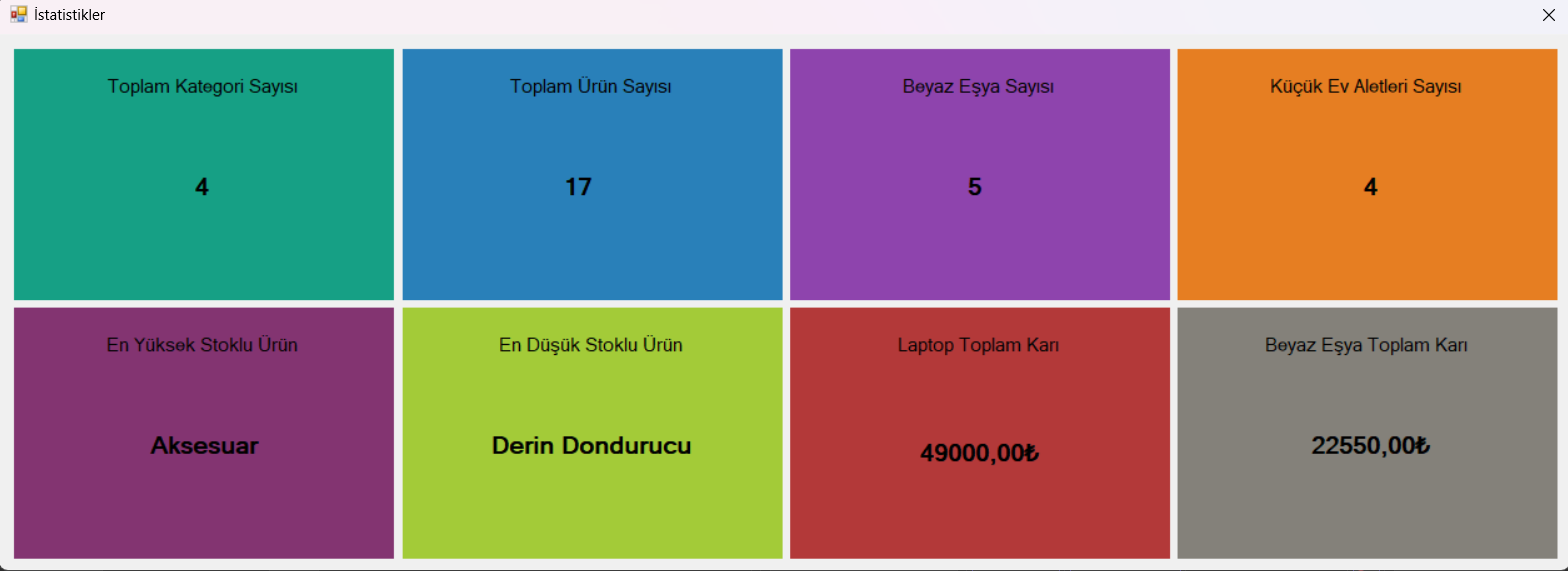 İstatistikler
Toplam Kategori Sayısı
4
Toplam Ürün Sayısı
17
Beyaz Eşya Sayısı
5
Küçük Ev Aletleri Sayısı
4
En Yüksek Stoklu Ürün
Aksesuar
En Düşük Stoklu Ürün
Derin Dondurucu
Laptop Toplam Karı
49000,00₺
Beyaz Eşya Toplam Karı
22550,00₺